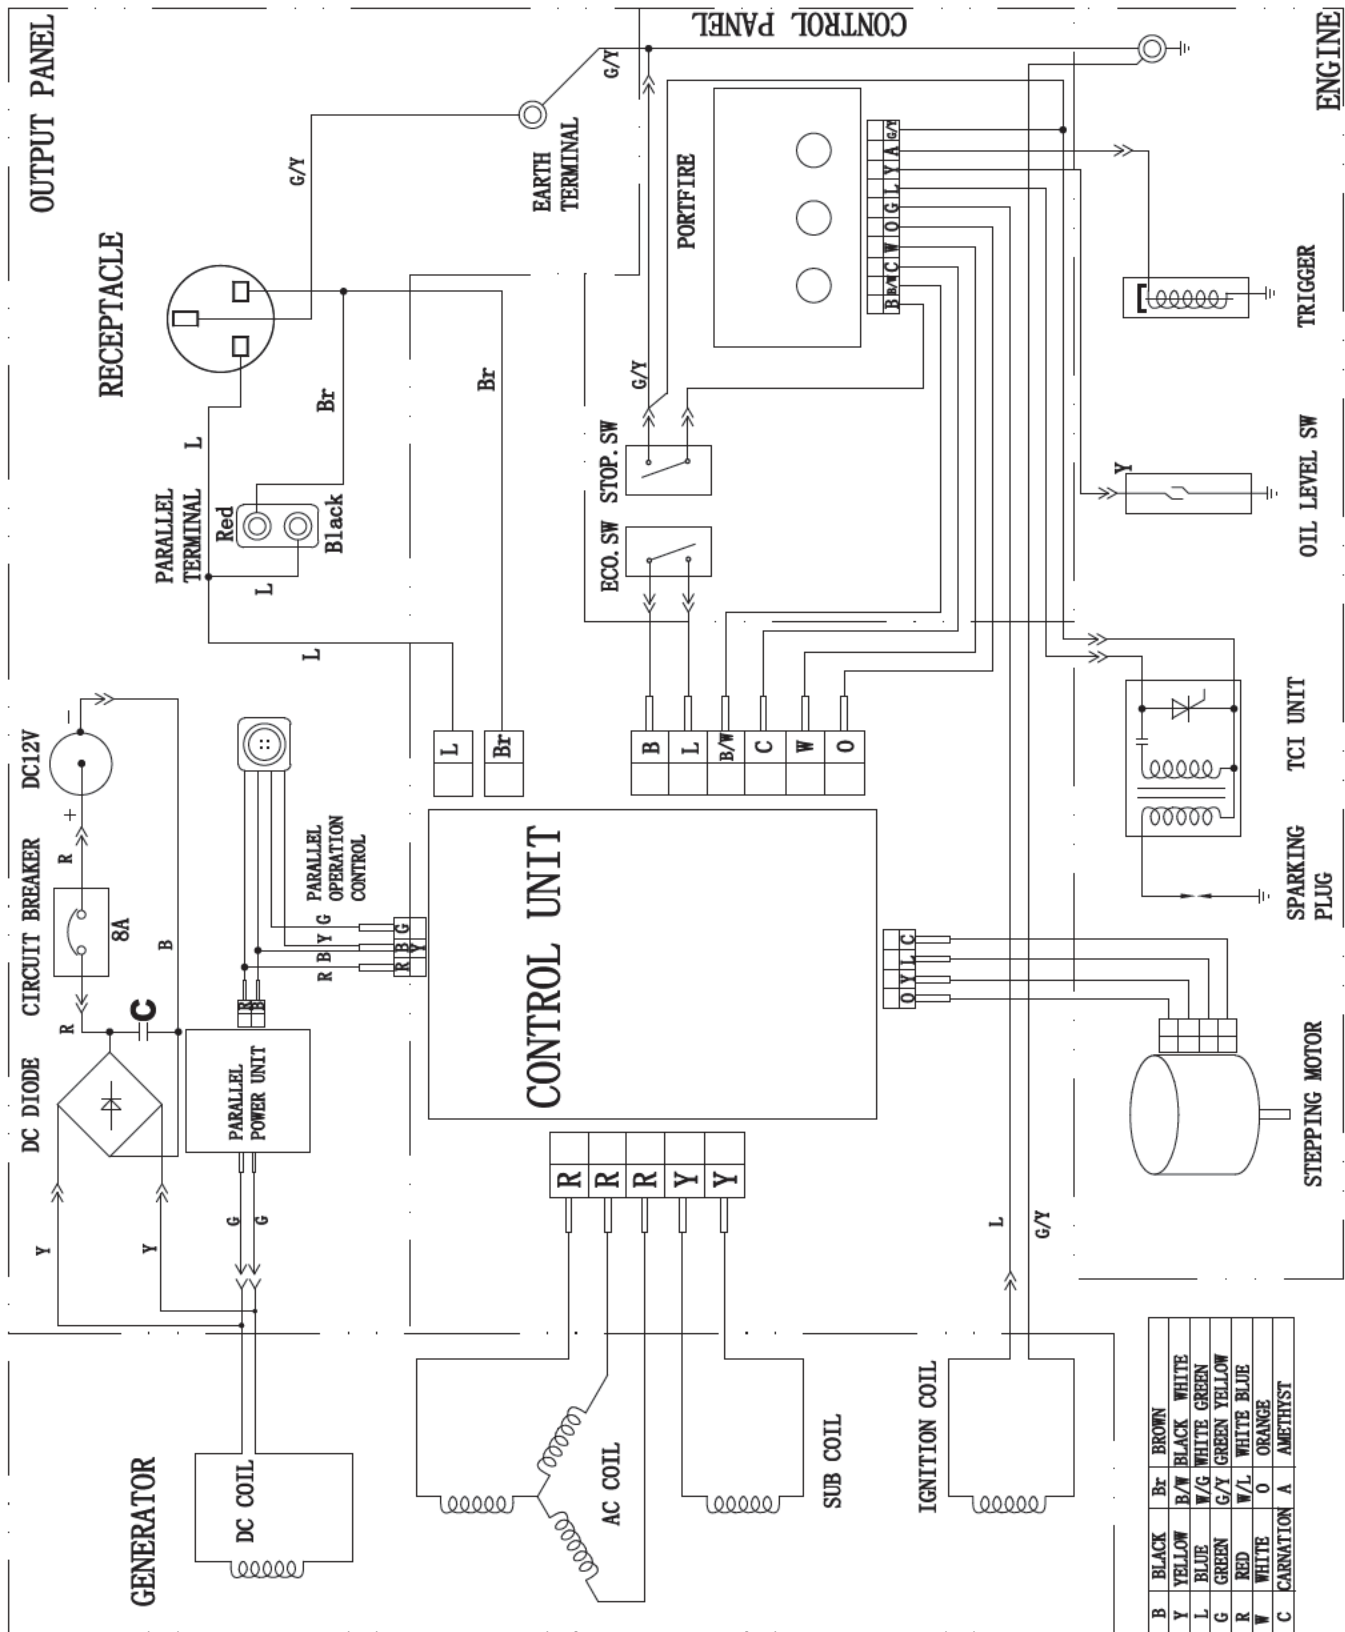 OUTPUT PANEL
CONTROL PANEL
ENGINE
G/Y
G/Y
EARTH
TERMINAL
RECEPTACLE
PORTFIRE
G/Y
A
Y
L
G
O
W
C
B/W
B
TRIGGER
L
Br
Br
G/Y
PARALLEL
TERMINAL
Red
Black
L
L
STOP.SW
ECO.SW
Y
OIL LEVEL SW
DC12V
-
+
R
CIRCUIT BREAKER
8A
R
B
C
DC DIODE
Y
Y
PARALLEL
POWER UNIT
R
B
G
G
PARALLEL
OPERATION
CONTROL
R B Y G
R
B
Y
G
L
Br
B
L
B/W
C
W
O
CONTROL UNIT
O
Y
L
C
R
R
R
Y
Y
TCI UNIT
SPARKING
PLUG
STEPPING MOTOR
L
G/Y
GENERATOR
DC COIL
AC COIL
SUB COIL
IGNITION COIL
B BLACK Br BROWN
Y YELLOW B/W BLACK WHITE
L BLUE W/G WHITE GREEN
G GREEN G/Y GREEN YELLOW
R RED W/L WHITE BLUE
W WHITE O ORANGE
C CARNATION A AMETHYST